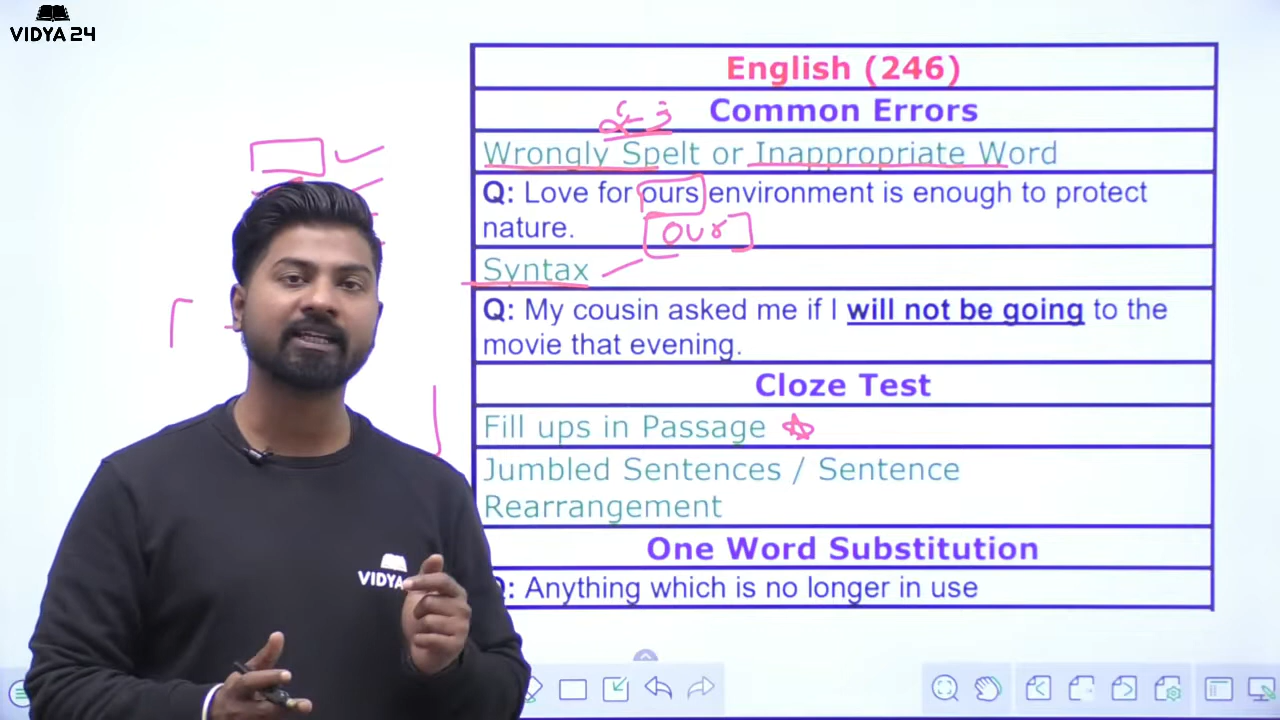 VIDYA 24
English (246)
Common Errors
Wrongly Spelt or Inappropriate Word
Q: Love for ours environment is enough to protect
nature.
our
Syntax
Q: My cousin asked me if I will not be going to the
movie that evening.
Cloze Test
Fill ups in Passage
Jumbled Sentences / Sentence
Rearrangement
One Word Substitution
: Anything which is no longer in use
VIDYA